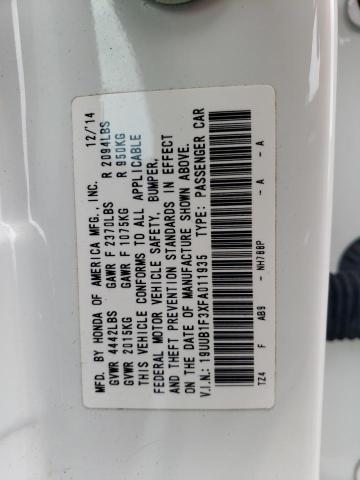 MFD. BY HONDA OF AMERICA MFG., INC. 12/14
GVWR 4442LBS GAWR F 2370LBS R 2094LBS
GVWR 2015KG GAWR F 1075KG R 950KG
THIS VEHICLE CONFORMS TO ALL APPLICABLE
FEDERAL MOTOR VEHICLE SAFETY, BUMPER,
AND THEFT PREVENTION STANDARDS IN EFFECT
ON THE DATE OF MANUFACTURE SHOWN ABOVE.
V.I.N.: 19UUB1F3XFA011935 TYPE: PASSENGER CAR
TZ4 F AB9 - NH788P - A - A